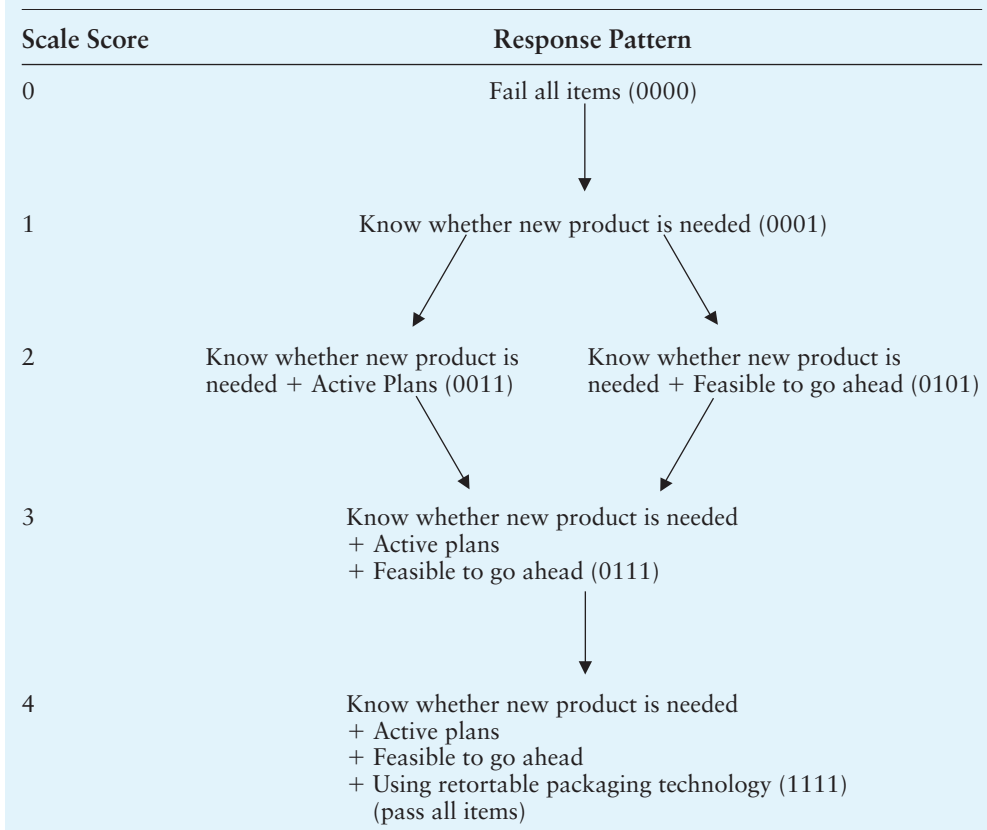 Scale Score Response Pattern
0 Fail all items (0000)
1 Know whether new product is needed (0001)
2 Know whether new product is Know whether new product is
needed + Active Plans (0011) needed + Feasible to go ahead (0101)
3 Know whether new product is needed
+ Active plans
+ Feasible to go ahead (0111)
4 Know whether new product is needed
+ Active plans
+ Feasible to go ahead
+ Using retortable packaging technology (1111)
(pass all items)